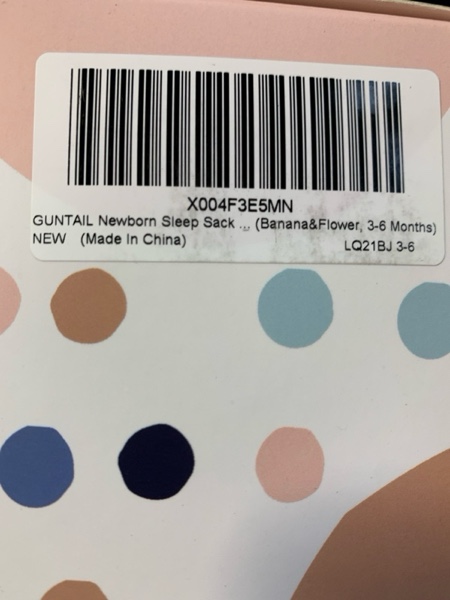 X004F3E5MN
GUNTAIL Newborn Sleep Sack ... (Banana&Flower, 3-6 Months)
NEW (Made In China)
LQ21BJ 3-6